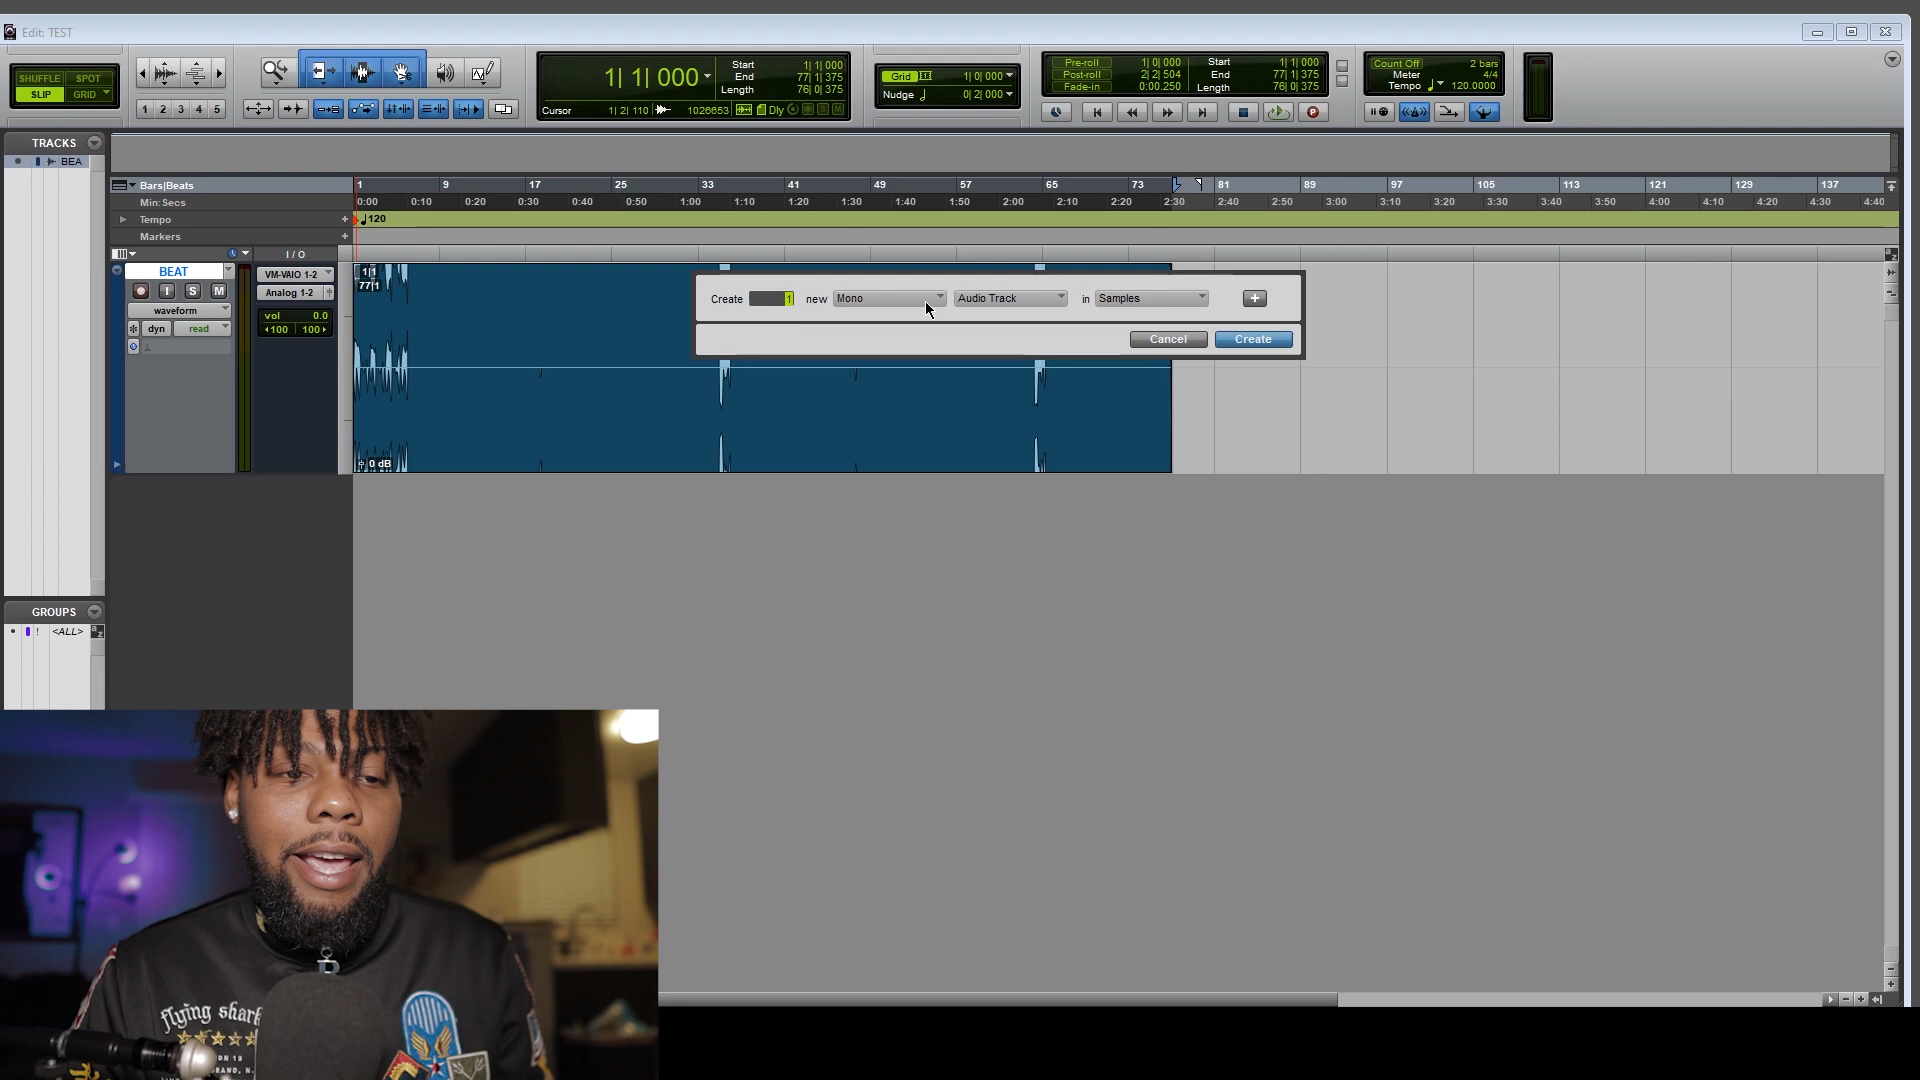 Edit: TEST
SHUFFLE SPOT
SLIP GRID
1 2 3 4 5
1| 1| 000
Start 1| 1| 000
End 77| 1| 375
Length 76| 0| 375
Cursor 1| 2| 110 1026653 Dly S M
Grid 1| 0| 000
Nudge 0| 2| 000
Pre-roll 1| 0| 000
Post-roll 2| 2| 504
Fade-in 0:00.250
Start 1| 1| 000
End 77| 1| 375
Length 76| 0| 375
Count Off 2 bars
Meter 4/4
Tempo 120.0000
TRACKS
BEA
Bars|Beats 1 9 17 25 33 41 49 57 65 73 81 89 97 105 113 121 129 137
Min:Secs 0:00 0:10 0:20 0:30 0:40 0:50 1:00 1:10 1:20 1:30 1:40 1:50 2:00 2:10 2:20 2:30 2:40 2:50 3:00 3:10 3:20 3:30 3:40 3:50 4:00 4:10 4:20 4:30 4:40
Tempo + 120
Markers +
I / O
BEAT
I S M
waveform
dyn read
VM-VAIO 1-2
Analog 1-2
vol 0.0
100 100
1|1
77|1
0 dB
Create 1 new Mono Audio Track in Samples +
Cancel Create
GROUPS
! <ALL>
a z
flying shark